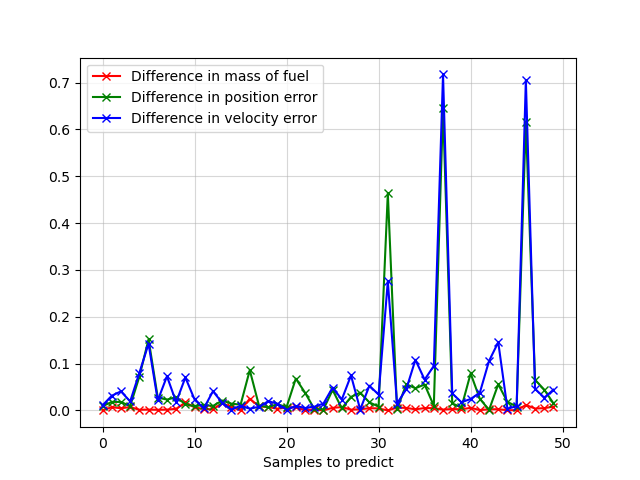 Difference in mass of fuel
Difference in position error
Difference in velocity error
0.7
0.6
0.5
0.4
0.3
0.2
0.1
0.0
0 10 20 30 40 50
Samples to predict